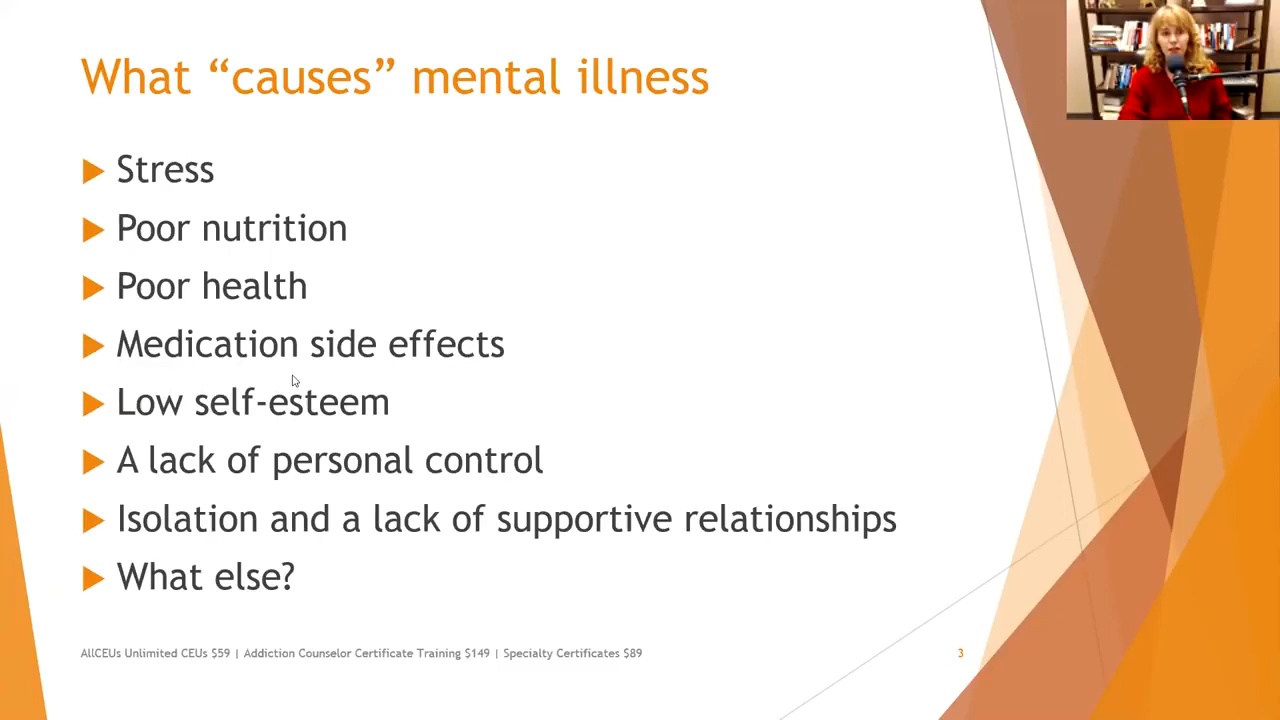 What “causes” mental illness
Stress
Poor nutrition
Poor health
Medication side effects
Low self-esteem
A lack of personal control
Isolation and a lack of supportive relationships
What else?
AllCEUs Unlimited CEUs $59 | Addiction Counselor Certificate Training $149 | Specialty Certificates $89
3